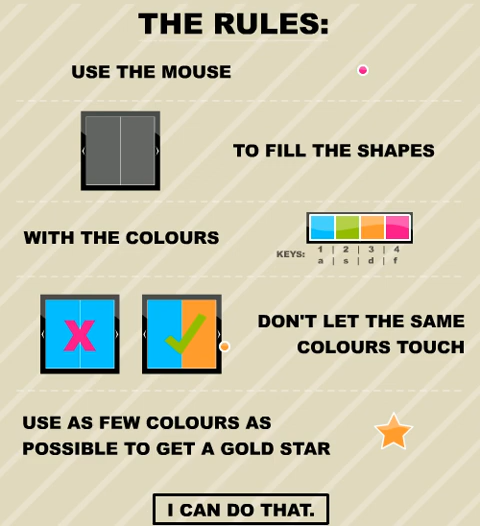 THE RULES:
USE THE MOUSE
TO FILL THE SHAPES
WITH THE COLOURS
KEYS: 1 | 2 | 3 | 4
a | s | d | f
X
DON'T LET THE SAME
COLOURS TOUCH
USE AS FEW COLOURS AS
POSSIBLE TO GET A GOLD STAR
I CAN DO THAT.